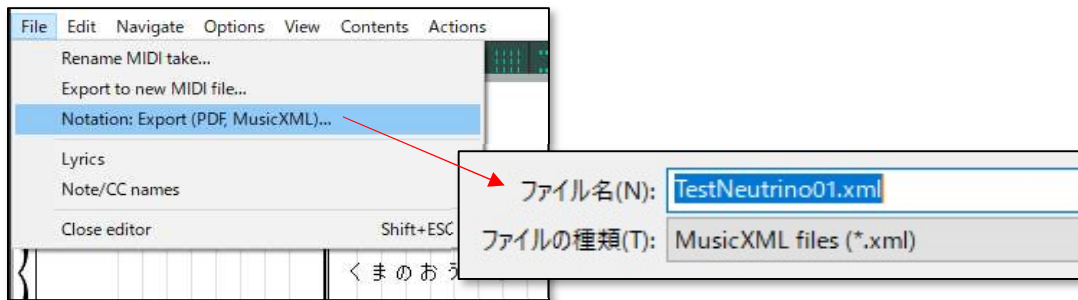 File Edit Navigate Options View Contents Actions
Rename MIDI take...
Export to new MIDI file...
Notation: Export (PDF, MusicXML)...
Lyrics
Note/CC names
Close editor Shift+ESC
くまのおう
ファイル名(N): TestNeutrino01.xml
ファイルの種類(T): MusicXML files (*.xml)